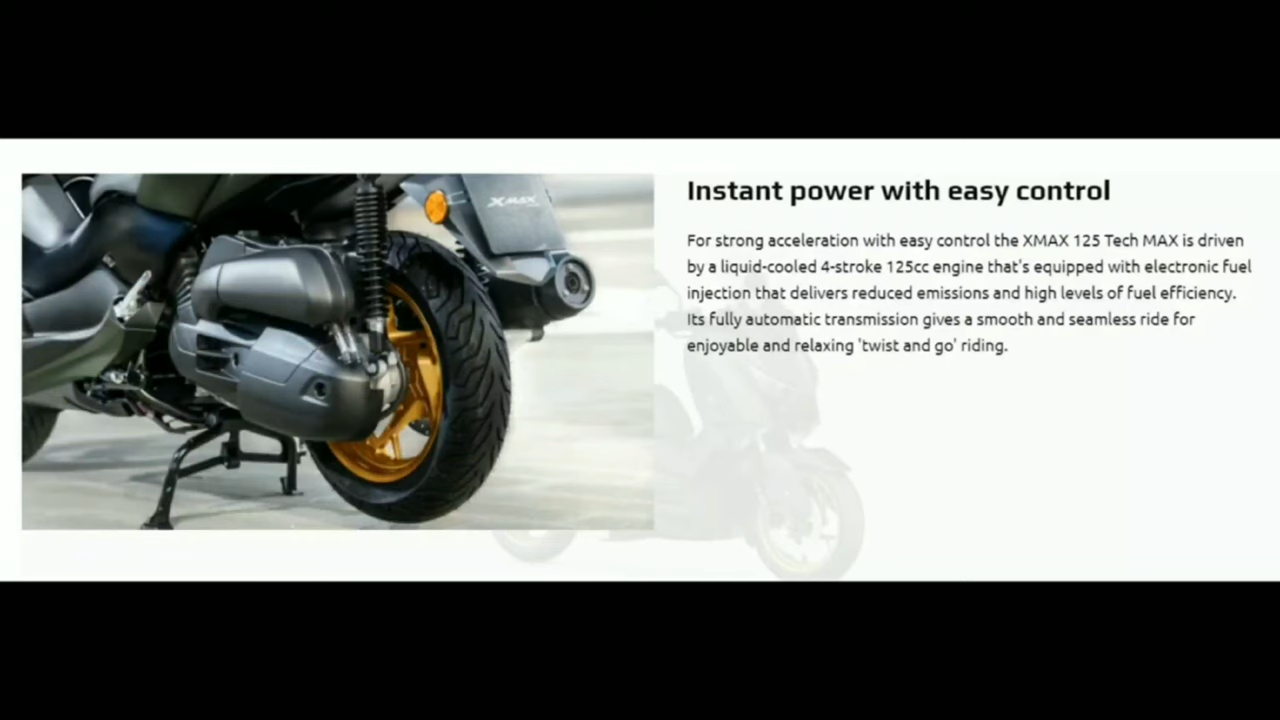 XMAX
Instant power with easy control
For strong acceleration with easy control the XMAX 125 Tech MAX is driven
by a liquid-cooled 4-stroke 125cc engine that's equipped with electronic fuel
injection that delivers reduced emissions and high levels of fuel efficiency.
Its fully automatic transmission gives a smooth and seamless ride for
enjoyable and relaxing 'twist and go' riding.